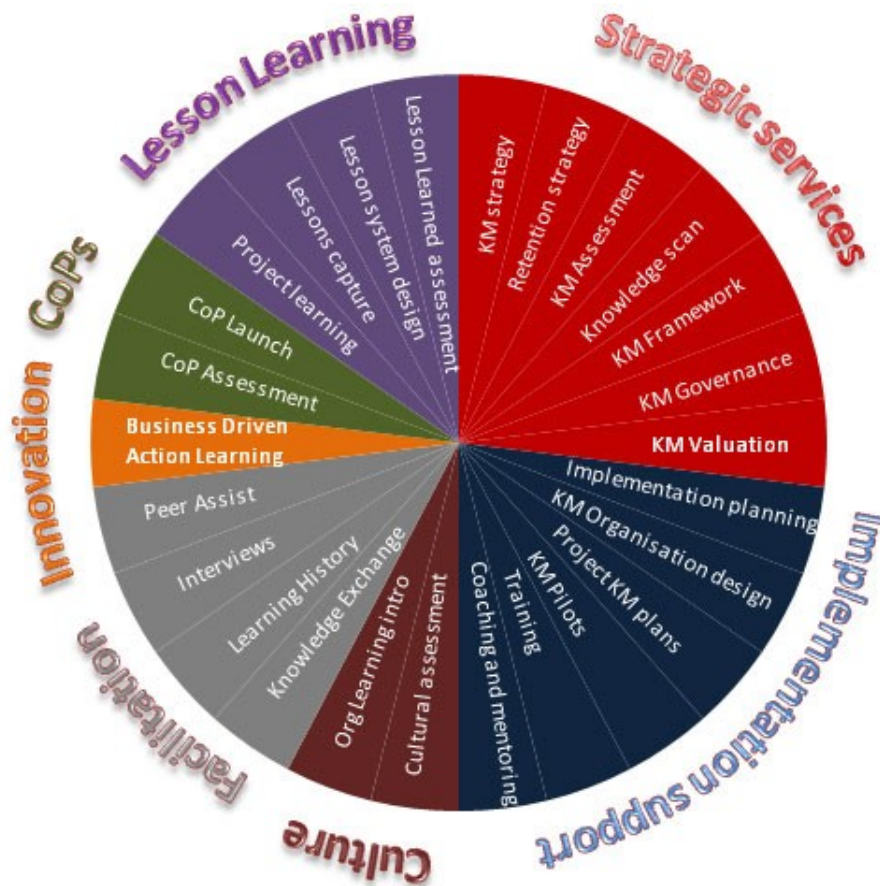 Strategic services
KM strategy
Retention strategy
KM Assessment
Knowledge scan
KM Framework
KM Governance
KM Valuation
Implementation support
Implementation planning
KM Organisation design
Project KM plans
KM Pilots
Training
Coaching and mentoring
Culture
Cultural assessment
Org Learning intro
Facilitation
Knowledge Exchange
Learning History
Interviews
Peer Assist
Innovation
Business Driven
Action Learning
CoPs
CoP Assessment
CoP Launch
Lesson Learning
Project learning
Lessons capture
Lesson system design
Lesson Learned assessment